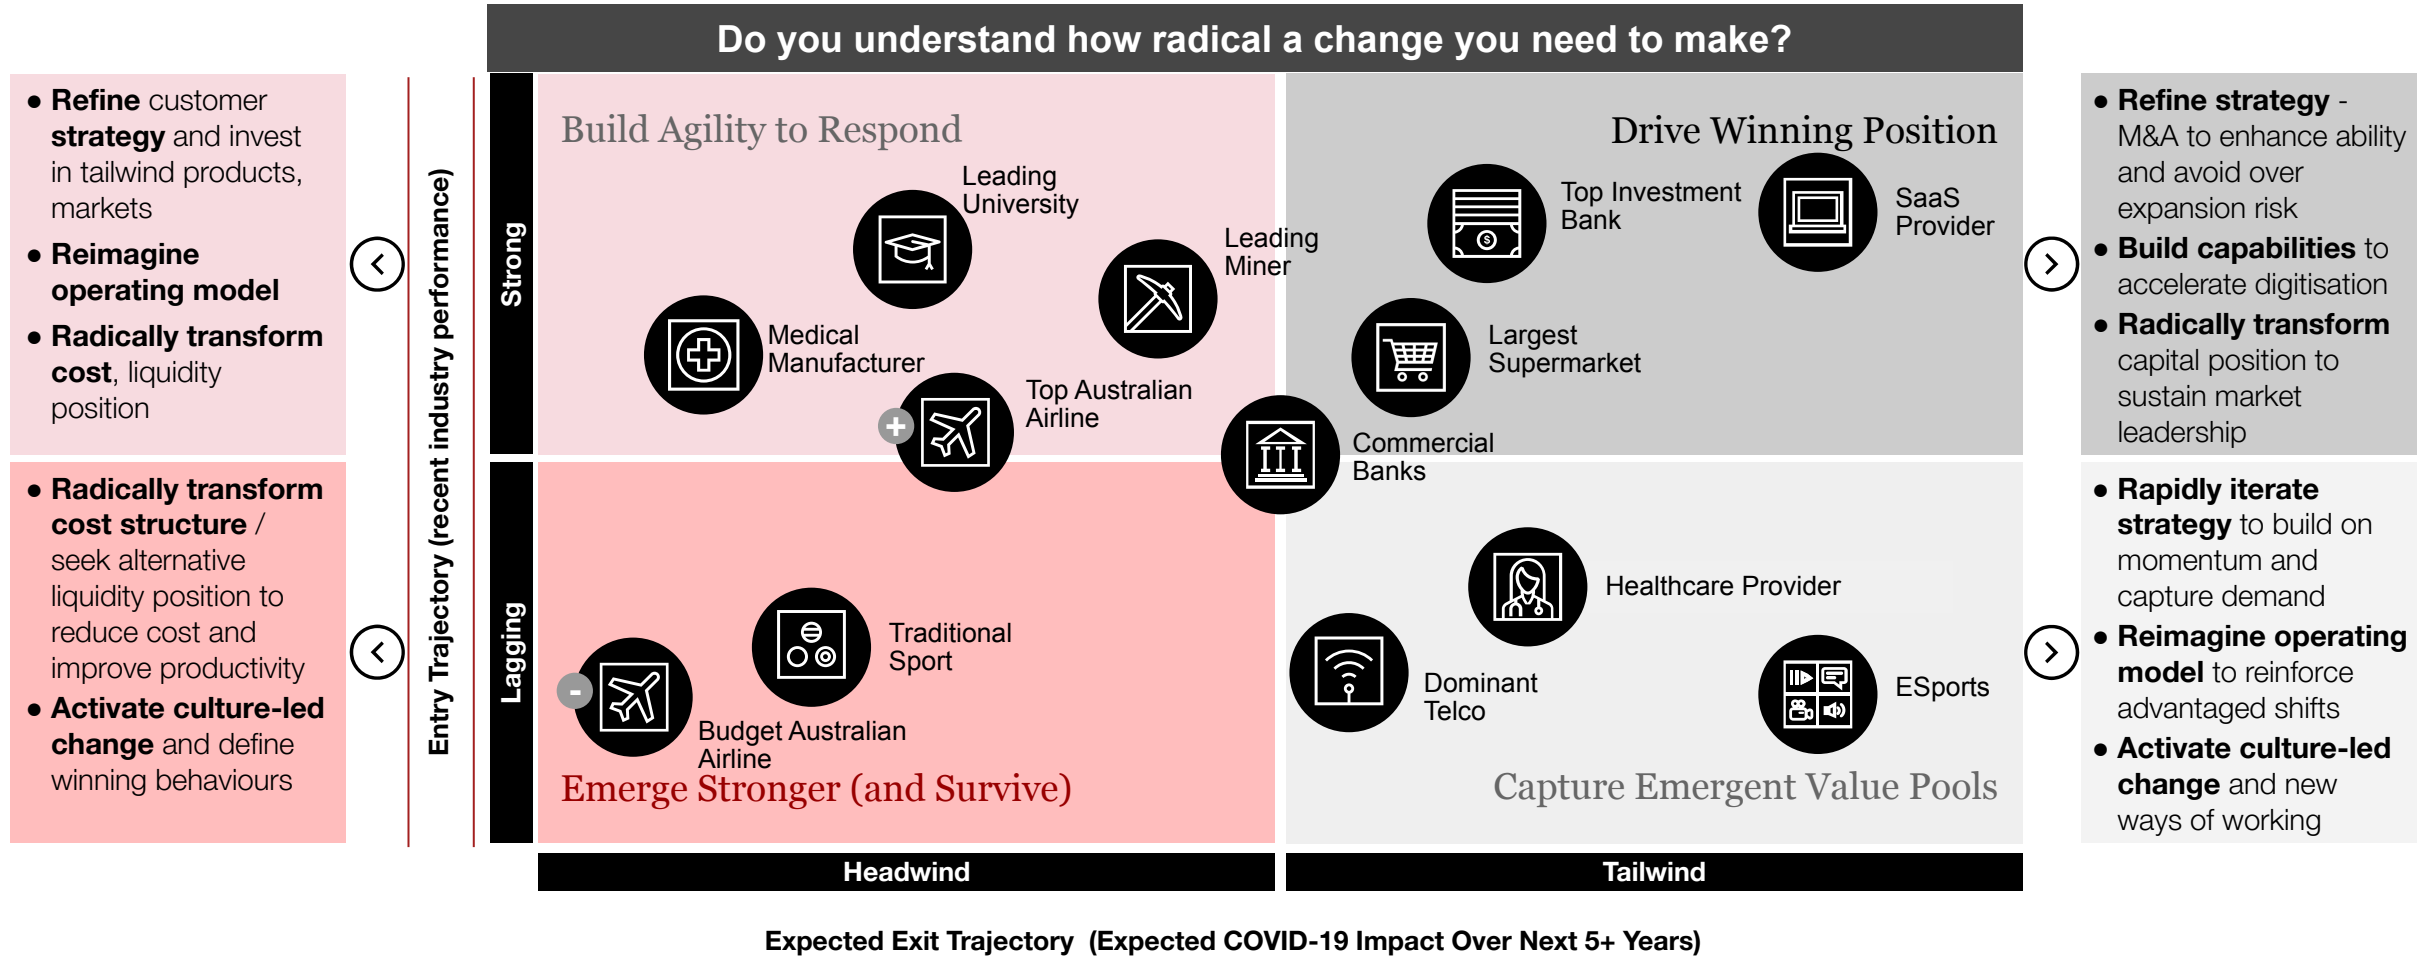 Do you understand how radical a change you need to make?
● Refine customer
strategy and invest
in tailwind products,
markets
● Reimagine
operating model
● Radically transform
cost, liquidity
position
● Radically transform
cost structure /
seek alternative
liquidity position to
reduce cost and
improve productivity
● Activate culture-led
change and define
winning behaviours
Entry Trajectory (recent industry performance)
Strong
Lagging
Build Agility to Respond
Leading
University
Leading
Miner
Medical
Manufacturer
+
Top Australian
Airline
Drive Winning Position
Top Investment
Bank
$
SaaS
Provider
Largest
Supermarket
Commercial
Banks
Traditional
Sport
-
Budget Australian
Airline
Emerge Stronger (and Survive)
Healthcare Provider
Dominant
Telco
ESports
Capture Emergent Value Pools
● Refine strategy -
M&A to enhance ability
and avoid over
expansion risk
● Build capabilities to
accelerate digitisation
● Radically transform
capital position to
sustain market
leadership
● Rapidly iterate
strategy to build on
momentum and
capture demand
● Reimagine operating
model to reinforce
advantaged shifts
● Activate culture-led
change and new
ways of working
Headwind
Tailwind
Expected Exit Trajectory (Expected COVID-19 Impact Over Next 5+ Years)